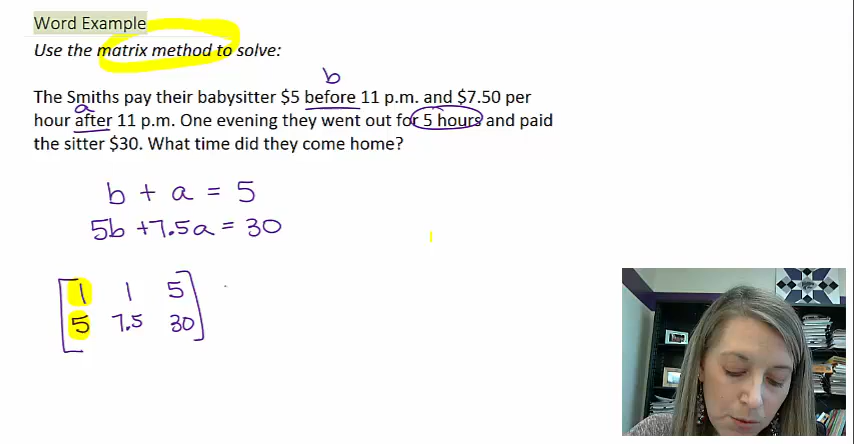 Word Example
Use the matrix method to solve:
b
The Smiths pay their babysitter $5 before 11 p.m. and $7.50 per
a
hour after 11 p.m. One evening they went out for 5 hours and paid
the sitter $30. What time did they come home?
b + a = 5
5b + 7.5a = 30
1 1 5
5 7.5 30